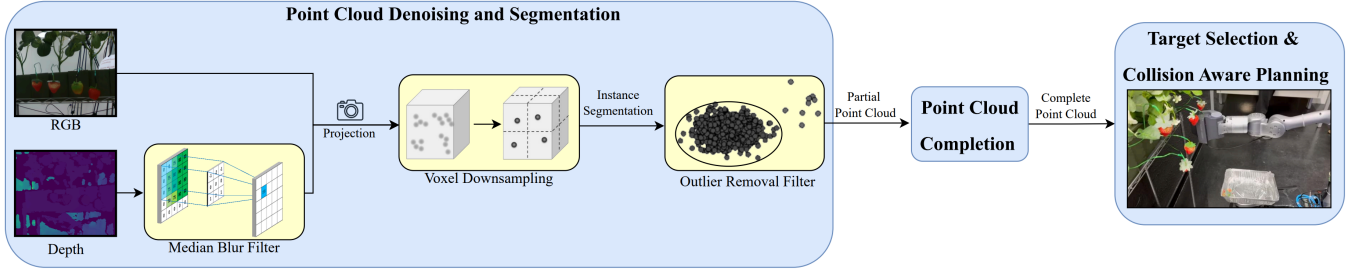 Point Cloud Denoising and Segmentation
RGB
Depth
Median Blur Filter
Projection
Voxel Downsampling
Instance
Segmentation
Outlier Removal Filter
Partial
Point Cloud
Point Cloud
Completion
Complete
Point Cloud
Target Selection &
Collision Aware Planning